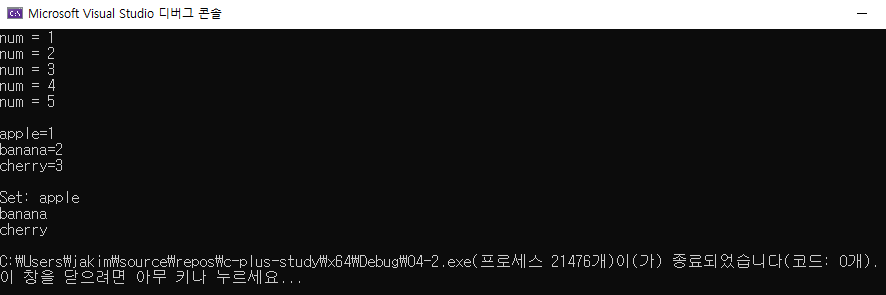 C:\ Microsoft Visual Studio 디버그 콘솔
num = 1
num = 2
num = 3
num = 4
num = 5
apple=1
banana=2
cherry=3
Set: apple
banana
cherry
C:₩Users₩jakim₩source₩repos₩c-plus-study₩x64₩Debug₩04-2.exe(프로세스 21476개)이(가) 종료되었습니다(코드: 0개).
이 창을 닫으려면 아무 키나 누르세요...